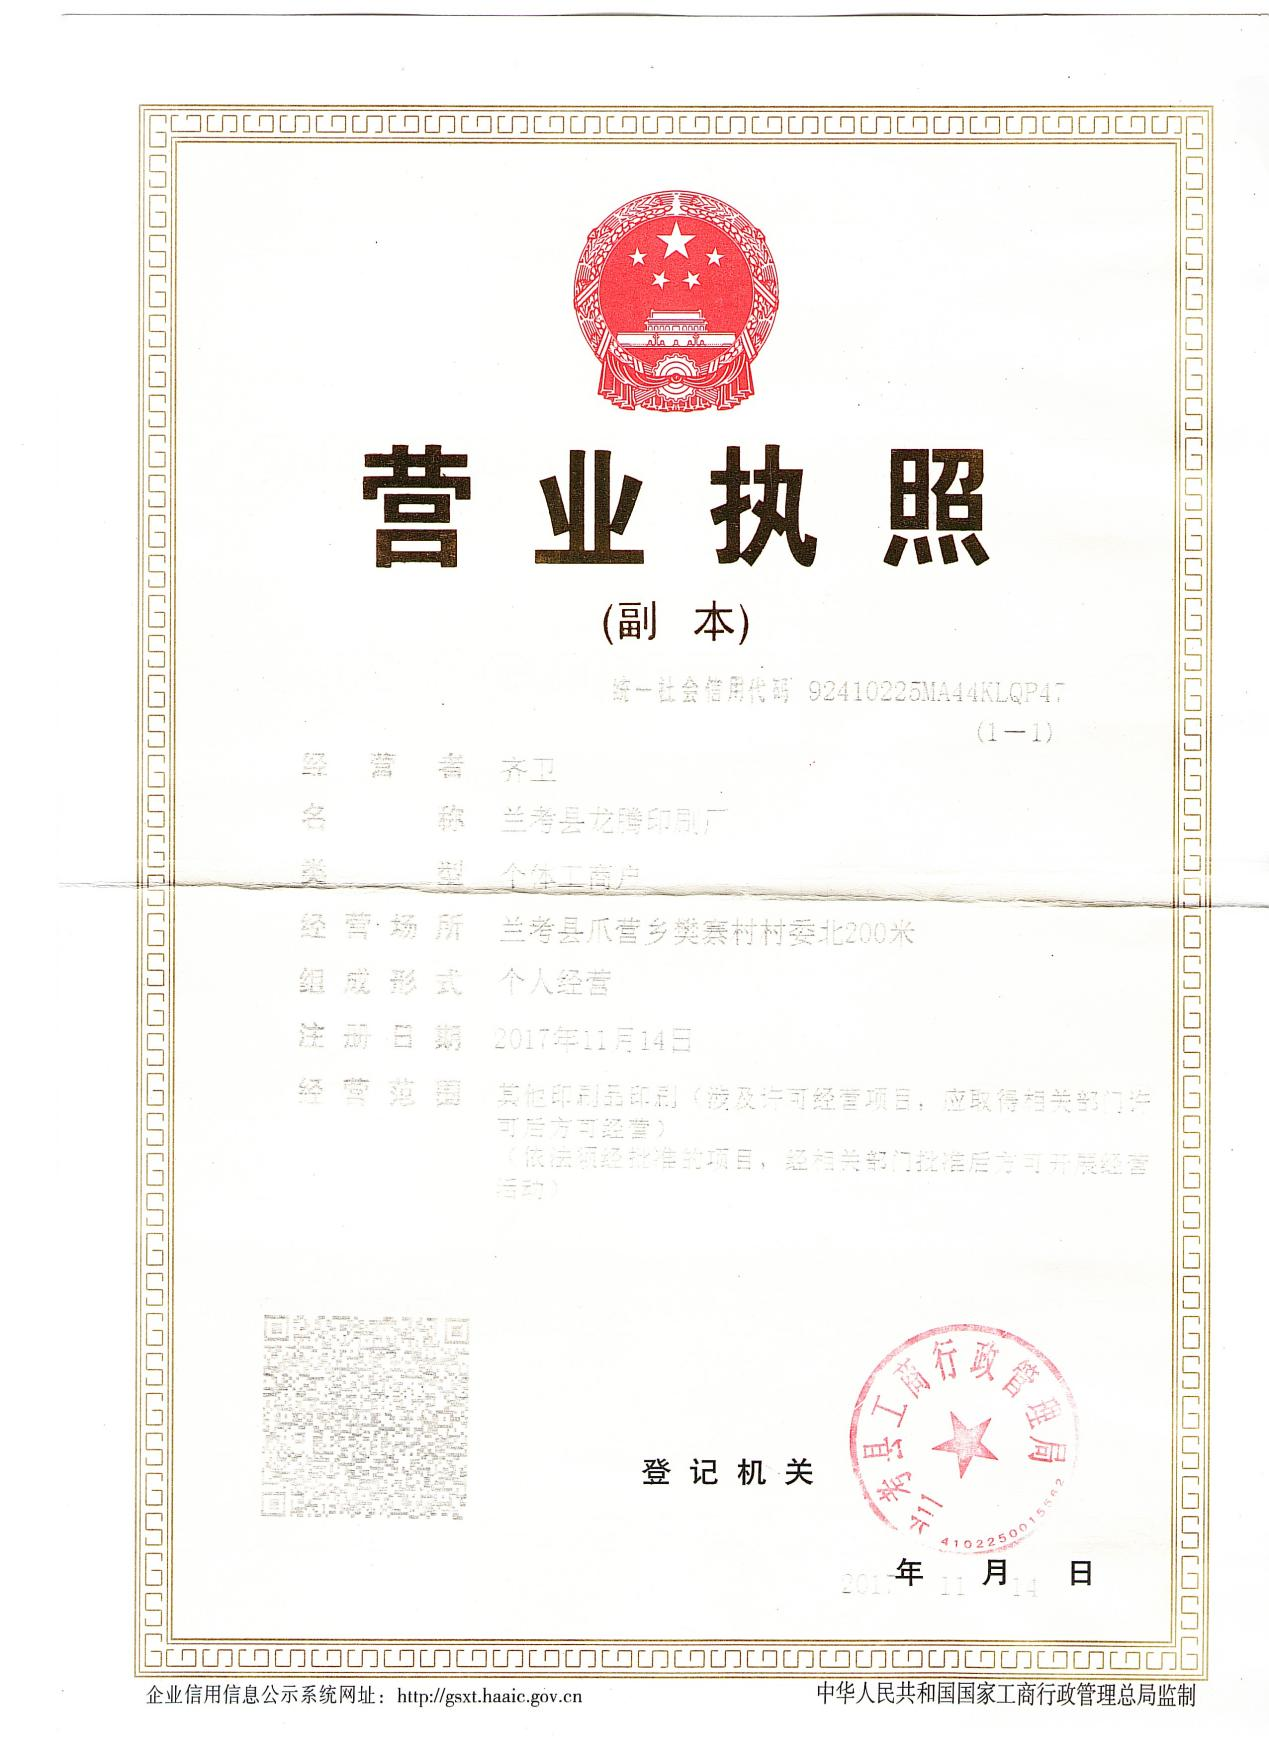 营业执照
(副 本)
统一社会信用代码 92410225MA44KLQP47
(1-1)
经营者 齐卫
名称 兰考县龙腾印刷厂
类型 个体工商户
经营场所 兰考县爪营乡樊寨村村委北200米
组成形式 个人经营
注册日期 2017年11月14日
经营范围 其他印刷品印刷(涉及许可经营项目,应取得相关部门许
可后方可经营)
(依法须经批准的项目,经相关部门批准后方可开展经营
活动)
兰考县工商行政管理局
4102250015562
登记机关
2017年11月14日
企业信用信息公示系统网址: http://gsxt.haaic.gov.cn
中华人民共和国国家工商行政管理总局监制